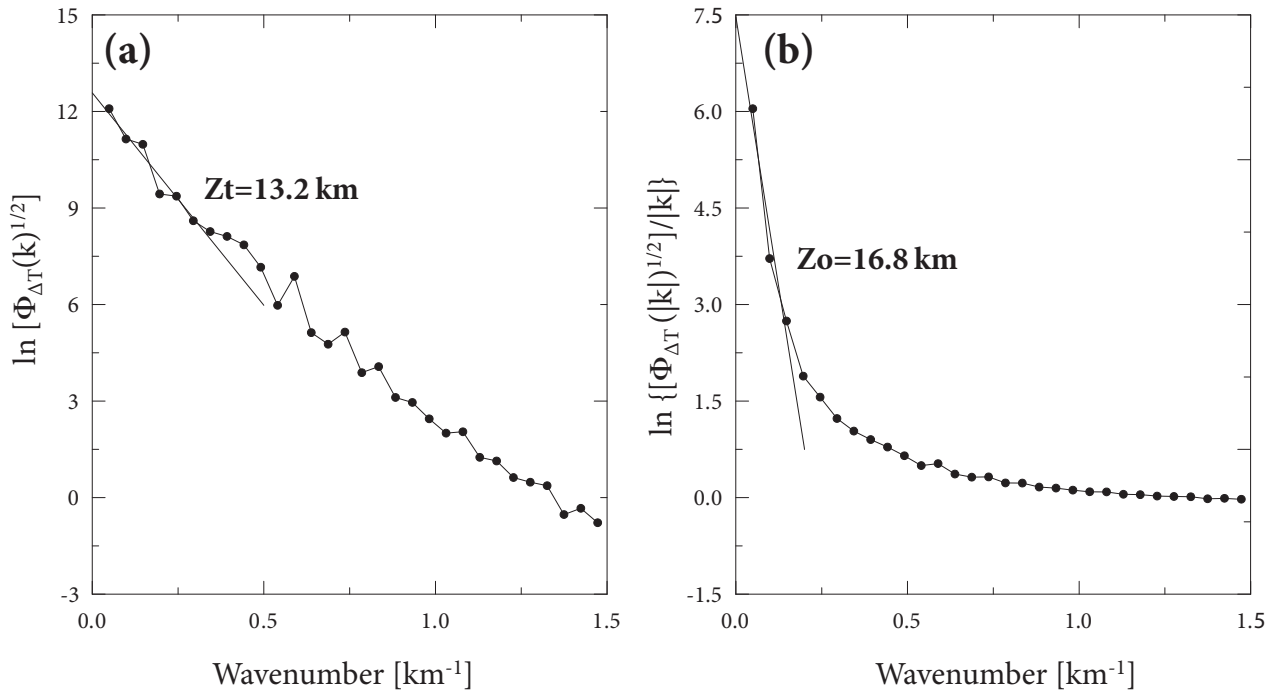 (a)
ln [Φ_ΔT(k)^1/2]
15
12
9
6
3
0
-3
Zt=13.2 km
0.0 0.5 1.0 1.5
Wavenumber [km^-1]
(b)
ln {[Φ_ΔT(|k|)^1/2]/|k|}
7.5
6.0
4.5
3.0
1.5
0.0
-1.5
Zo=16.8 km
0.0 0.5 1.0 1.5
Wavenumber [km^-1]